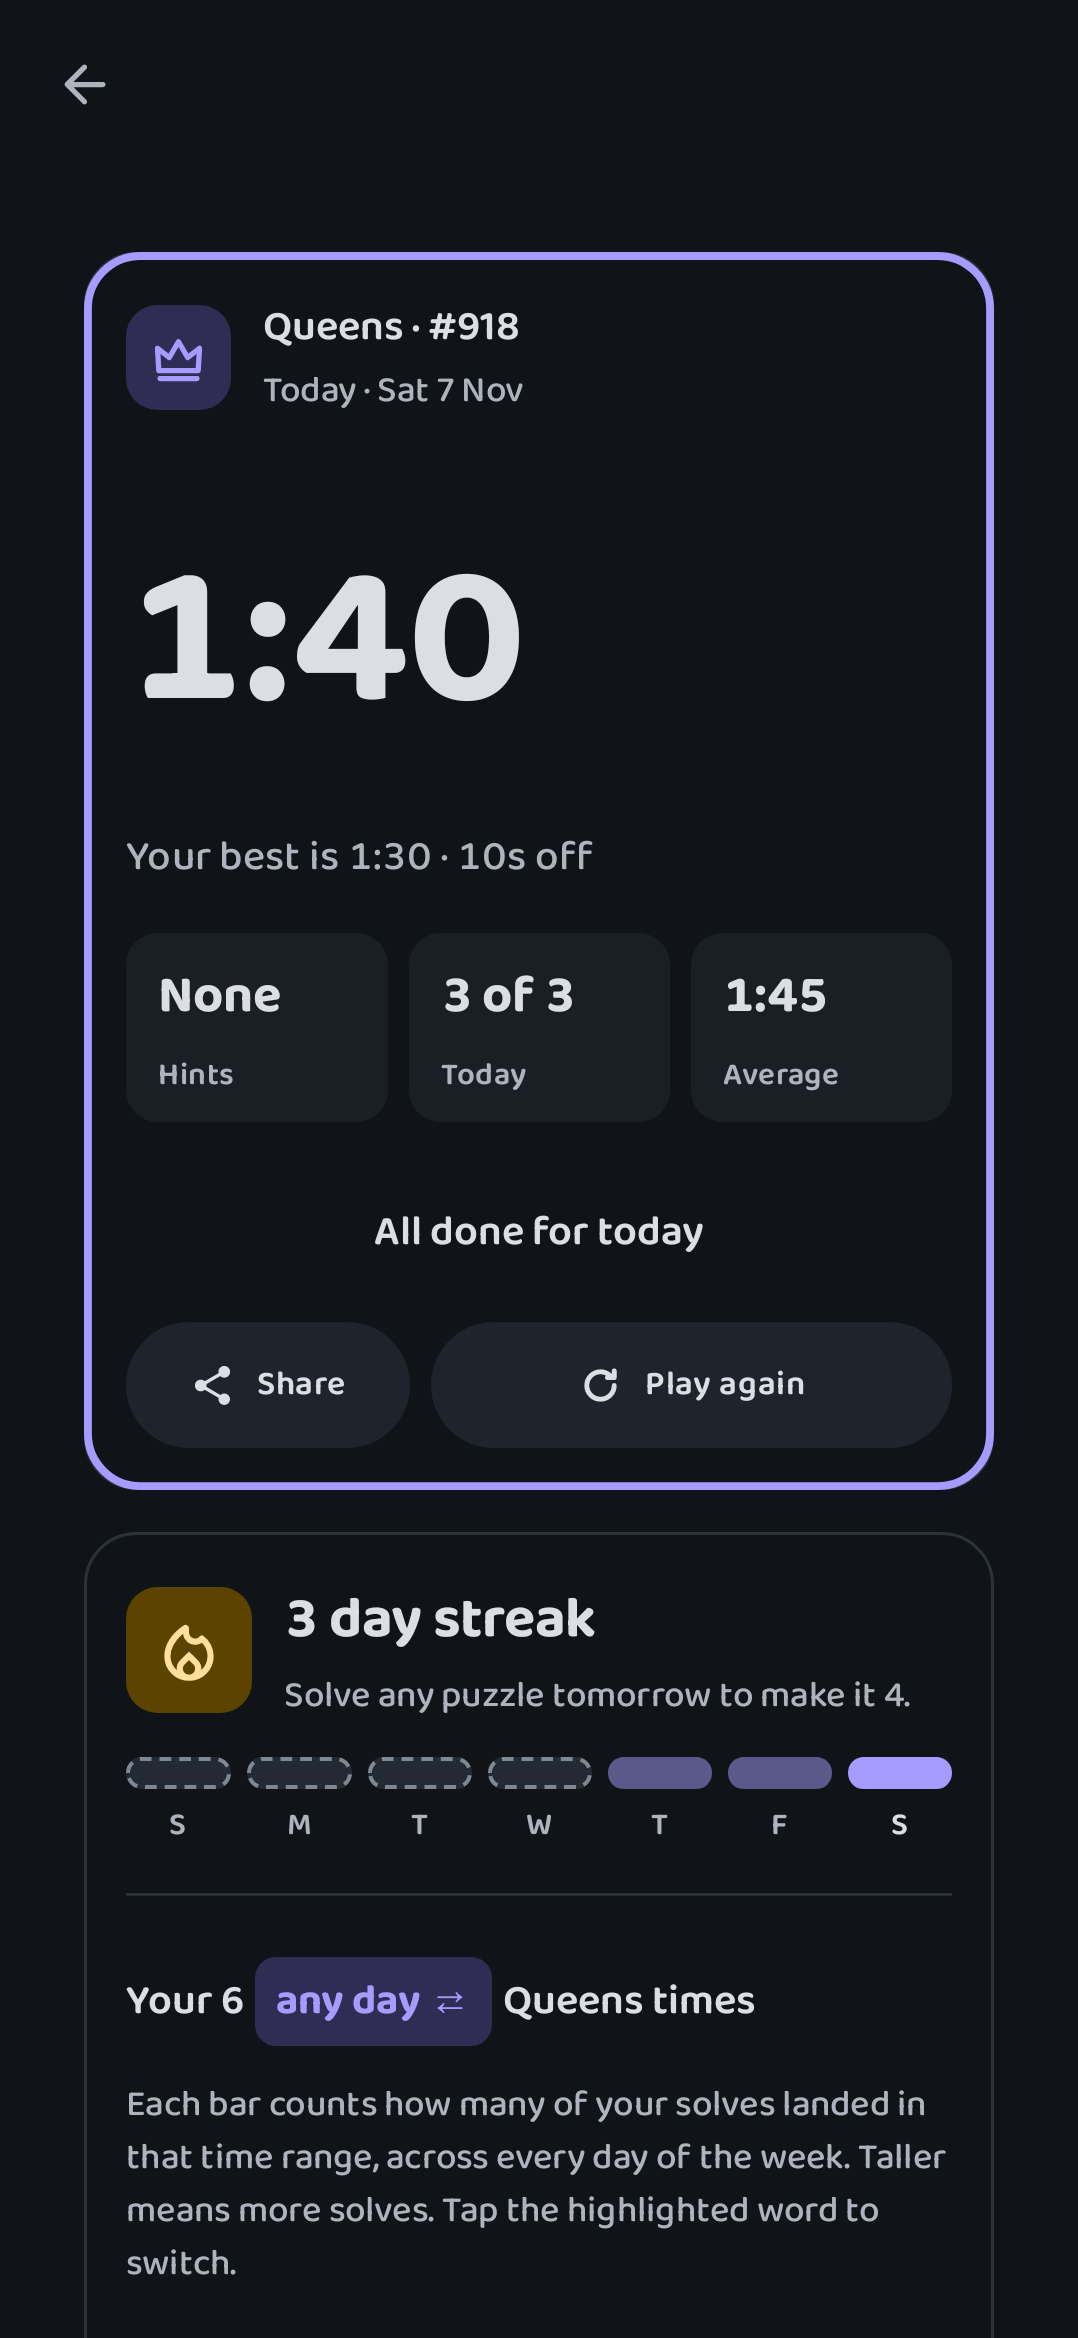 Queens · #918
Today · Sat 7 Nov
1:40
Your best is 1:30 · 10s off
None
Hints
3 of 3
Today
1:45
Average
All done for today
Share
Play again
3 day streak
Solve any puzzle tomorrow to make it 4.
S M T W T F S
Your 6 any day ⇄ Queens times
Each bar counts how many of your solves landed in
that time range, across every day of the week. Taller
means more solves. Tap the highlighted word to
switch.